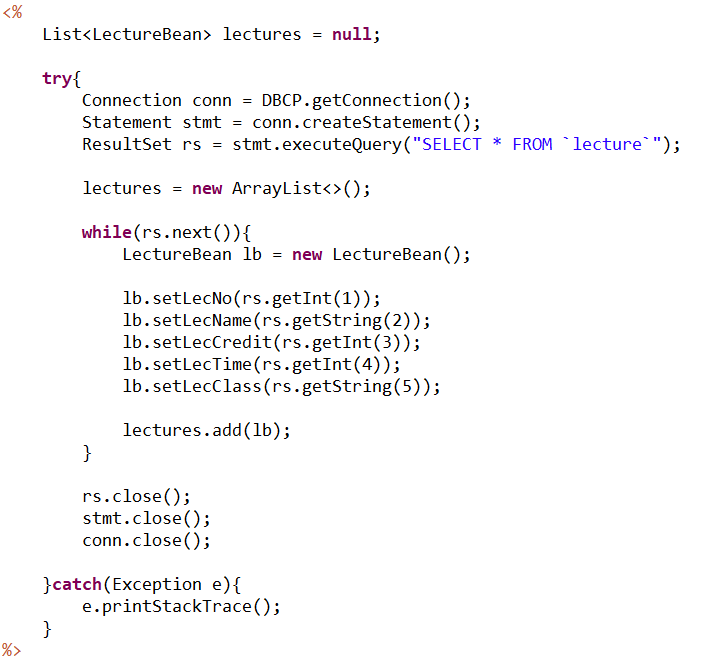 <%
List<LectureBean> lectures = null;
try{
Connection conn = DBCP.getConnection();
Statement stmt = conn.createStatement();
ResultSet rs = stmt.executeQuery("SELECT * FROM `lecture`");
lectures = new ArrayList<>();
while(rs.next()){
LectureBean lb = new LectureBean();
lb.setLecNo(rs.getInt(1));
lb.setLecName(rs.getString(2));
lb.setLecCredit(rs.getInt(3));
lb.setLecTime(rs.getInt(4));
lb.setLecClass(rs.getString(5));
lectures.add(lb);
}
rs.close();
stmt.close();
conn.close();
}catch(Exception e){
e.printStackTrace();
}
%>